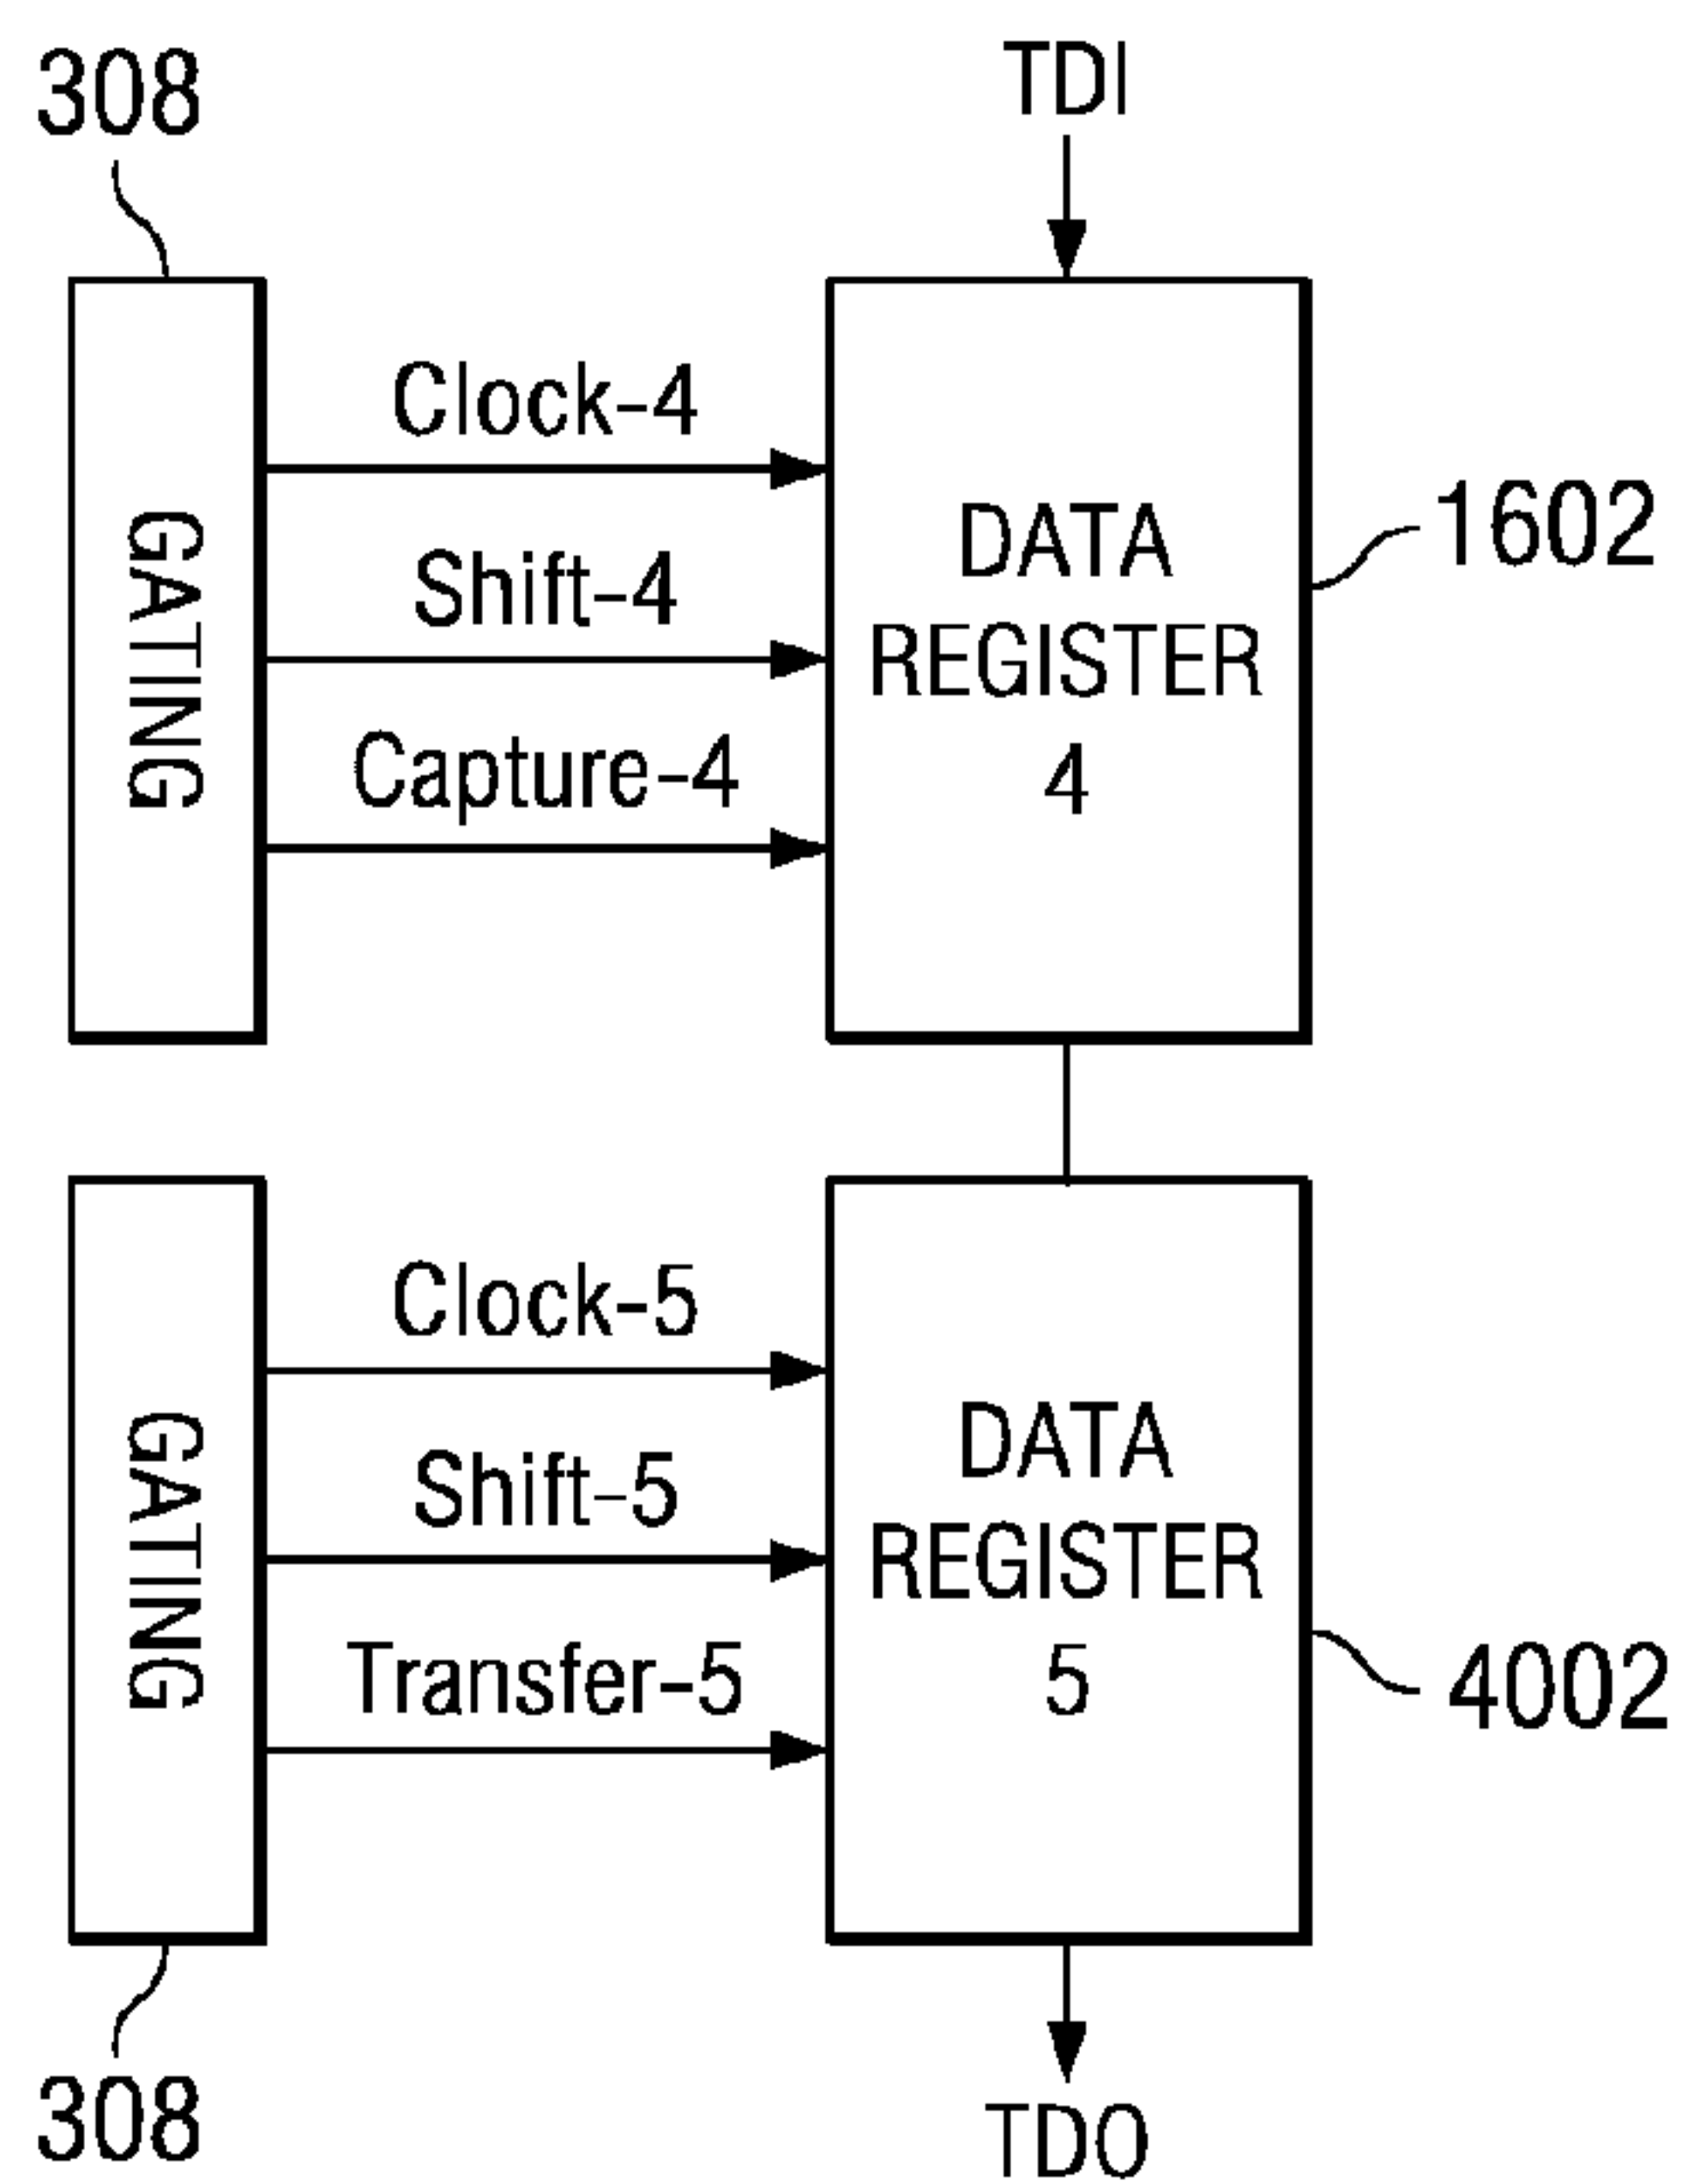 308
TDI
GATING
Clock-4
Shift-4
Capture-4
DATA
REGISTER
4
1602
GATING
Clock-5
Shift-5
Transfer-5
DATA
REGISTER
5
4002
308
TDO